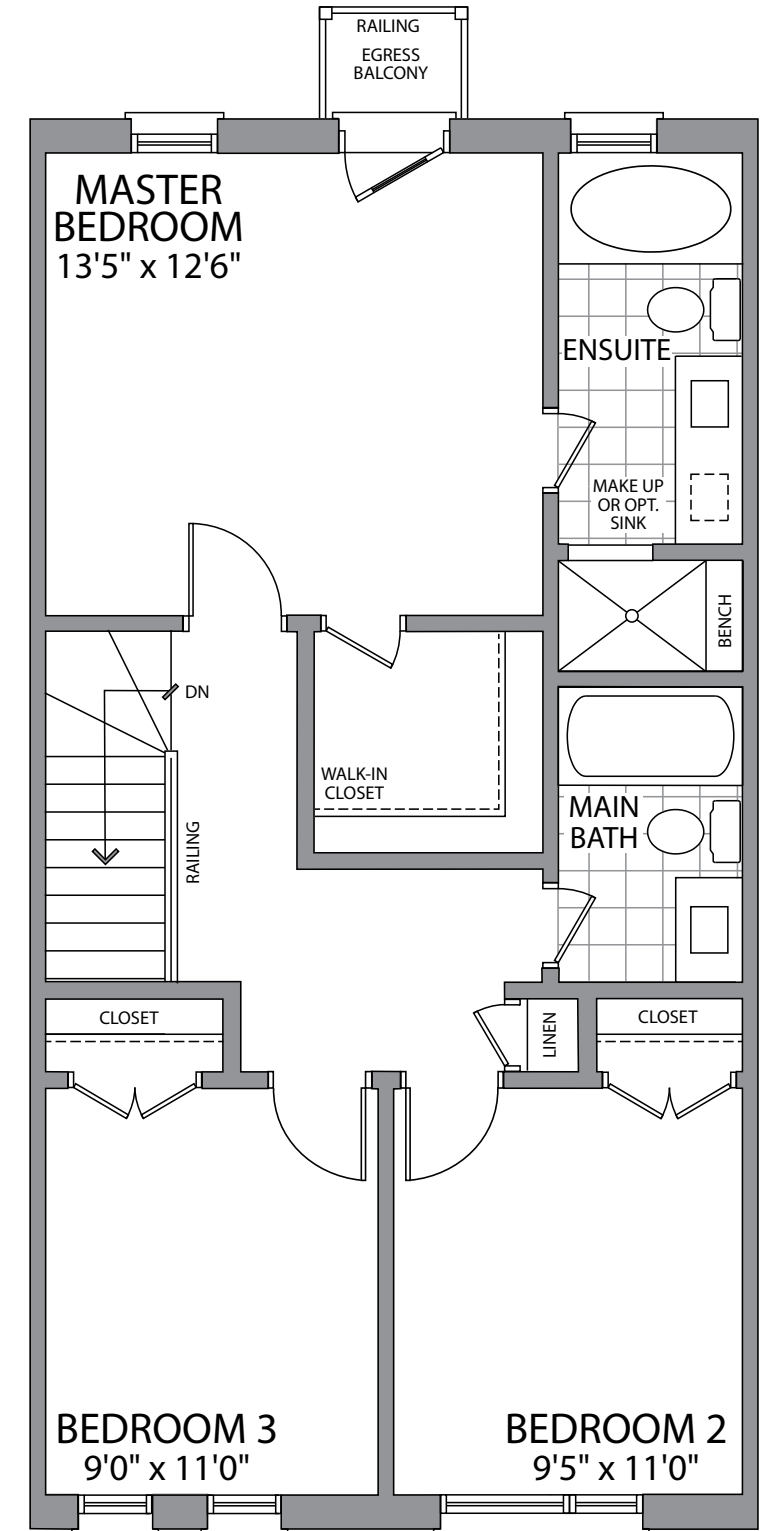 RAILING
EGRESS
BALCONY
MASTER
BEDROOM
13'5" x 12'6"
ENSUITE
MAKE UP
OR OPT.
SINK
BENCH
DN
WALK-IN
CLOSET
RAILING
MAIN
BATH
CLOSET
LINEN
CLOSET
BEDROOM 3
9'0" x 11'0"
BEDROOM 2
9'5" x 11'0"